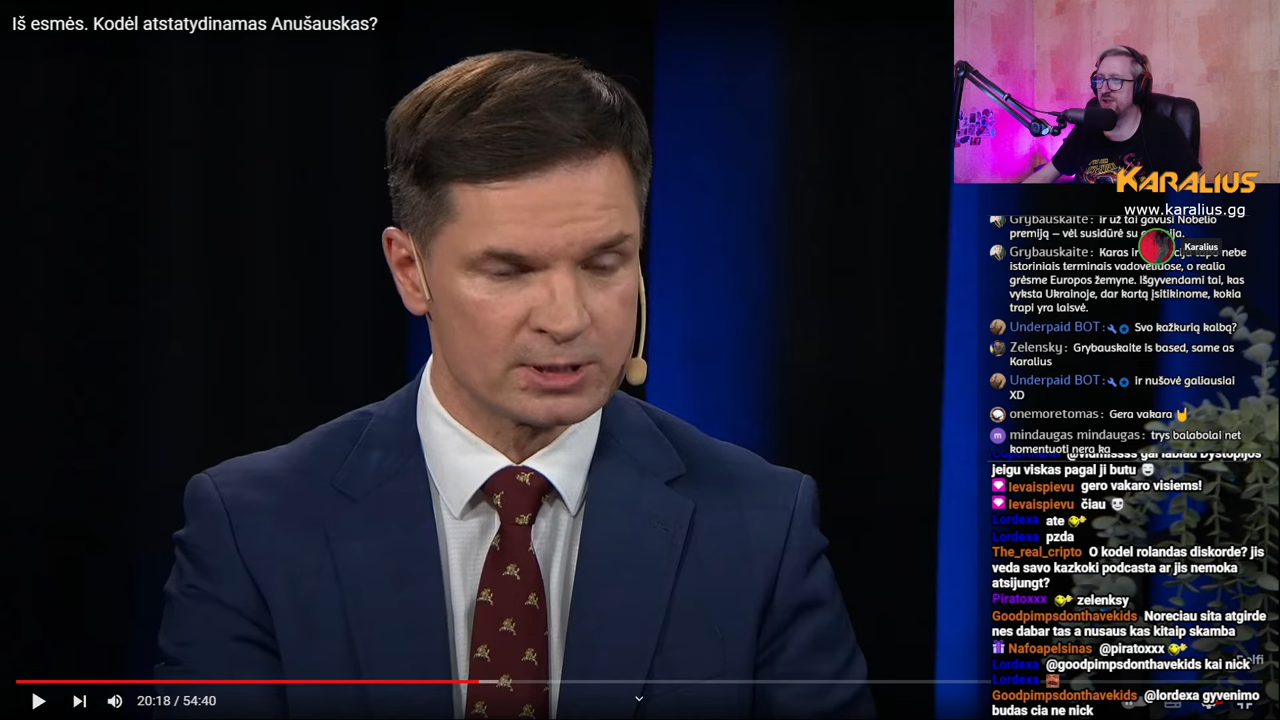 Iš esmės. Kodėl atstatydinamas Anušauskas?
KARALIUS
www.karalius.gg
Karalius
Grybauskaite: ir už tai gavusi Nobelio
premiją – vėl susidūrė su
Grybauskaite: Karas ir nebe
istoriniais terminais vadovėliuose, o realia
grėsme Europos žemyne. Išgyvendami tai, kas
vyksta Ukrainoje, dar kartą įsitikinome, kokia
trapi yra laisvė.
Underpaid BOT: Svo kažkurią kalbą?
Zelensky: Grybauskaite is based, same as
Karalius
Underpaid BOT: ir nušovė galiausiai
XD
onemoretomas: Gera vakara 🤘
m mindaugas mindaugas: trys balabolai net
komentuoti nera ka
jeigu viskas pagal ji butu
Ievaispievu gero vakaro visiems!
Ievaispievu čiau
Lordexa ate
Lordexa pzda
The_real_cripto O kodel rolandas diskorde? jis
veda savo kazkoki podcasta ar jis nemoka
atsijungt?
Piratoxxx zelenksy
Goodpimpsdonthavekids Noreciau sita atgirde
nes dabar tas a nusaus kas kitaip skamba
Nafoapelsinas @piratoxxx
Lordexa @goodpimpsdonthavekids kai nick
Lordexa
Goodpimpsdonthavekids @lordexa gyvenimo
budas cia ne nick
20:18 / 54:40